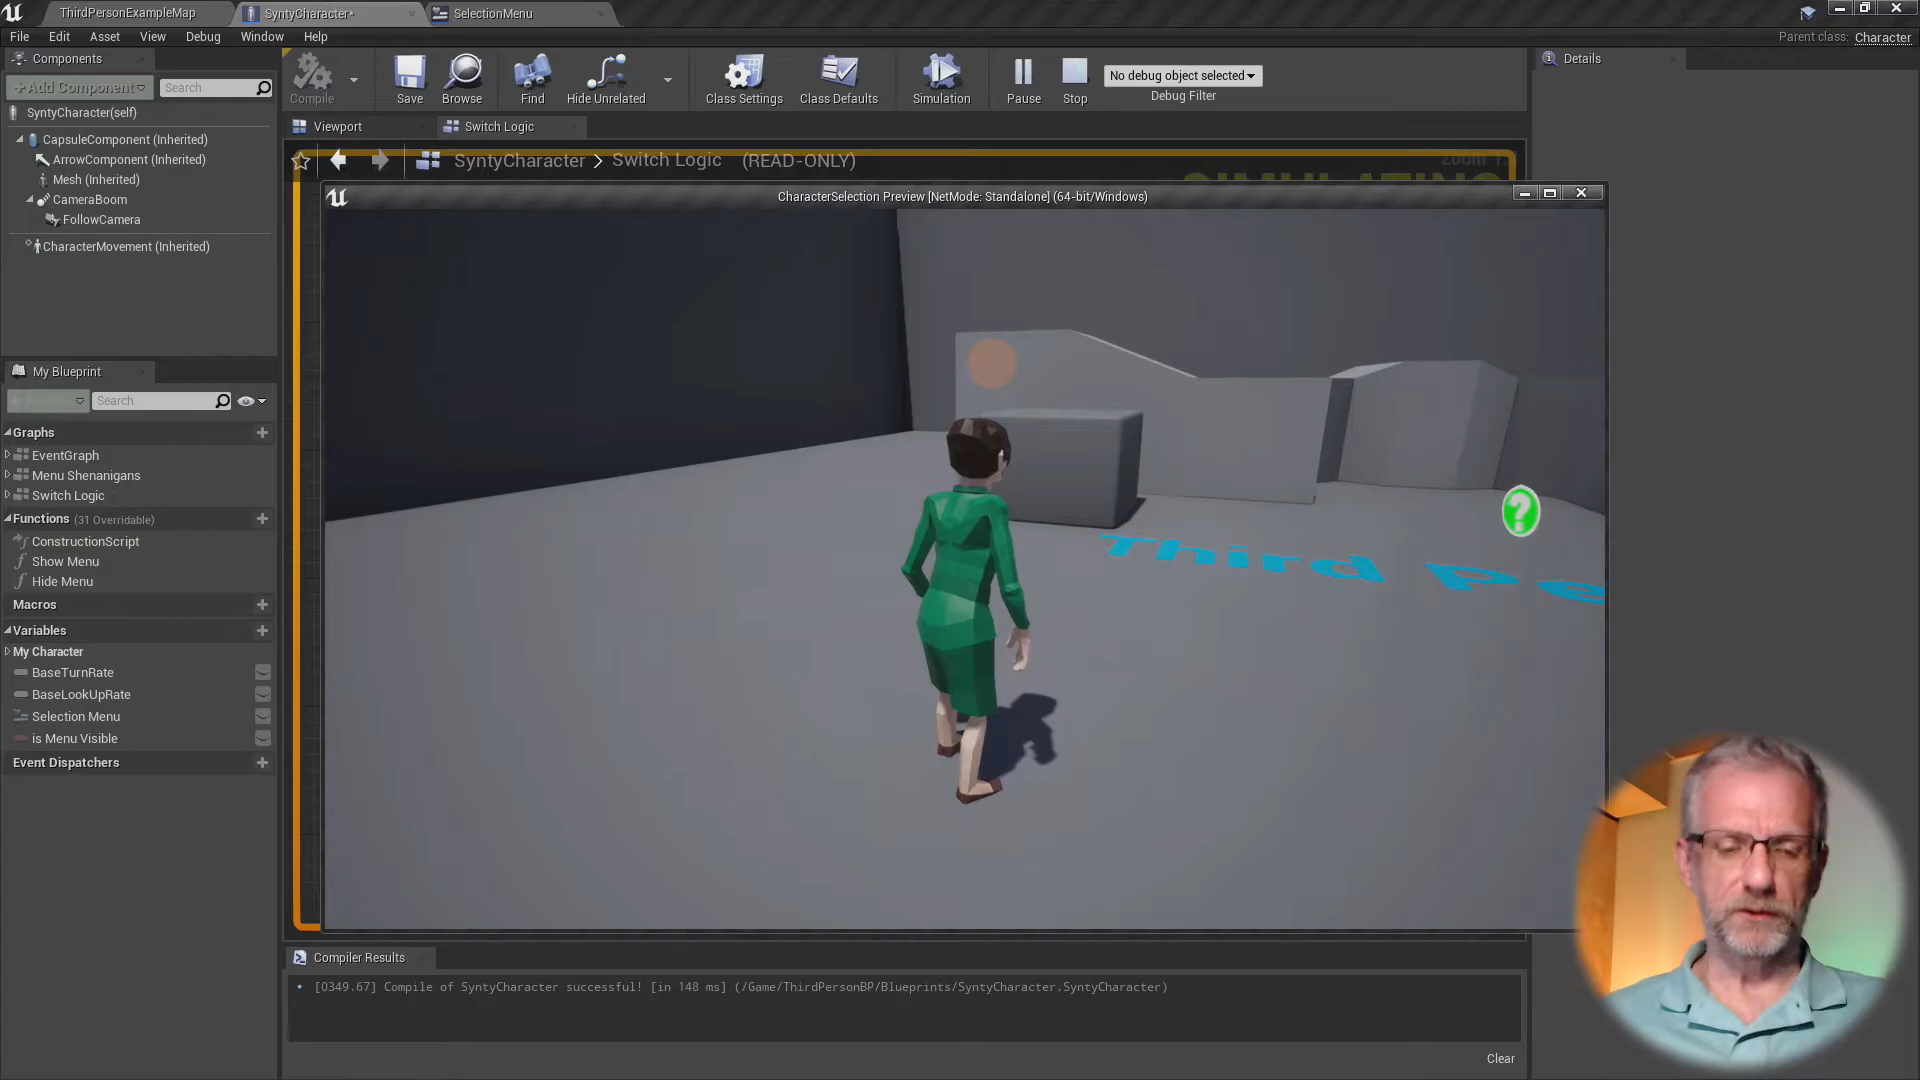 ThirdPersonExampleMap
SyntyCharacter*
SelectionMenu
File Edit Asset View Debug Window Help
Parent class: Character
Components
+Add Component
Search
SyntyCharacter(self)
CapsuleComponent (Inherited)
ArrowComponent (Inherited)
Mesh (Inherited)
CameraBoom
FollowCamera
CharacterMovement (Inherited)
My Blueprint
Search
Graphs
EventGraph
Menu Shenanigans
Switch Logic
Functions (31 Overridable)
ConstructionScript
Show Menu
Hide Menu
Macros
Variables
My Character
BaseTurnRate
BaseLookUpRate
Selection Menu
is Menu Visible
Event Dispatchers
Compile
Save
Browse
Find
Hide Unrelated
Class Settings
Class Defaults
Simulation
Pause
Stop
No debug object selected
Debug Filter
Viewport
Switch Logic
SyntyCharacter > Switch Logic (READ-ONLY)
CharacterSelection Preview [NetMode: Standalone] (64-bit/Windows)
Third
?
Compiler Results
[0349.67] Compile of SyntyCharacter successful! [in 148 ms] (/Game/ThirdPersonBP/Blueprints/SyntyCharacter.SyntyCharacter)
Clear
Details